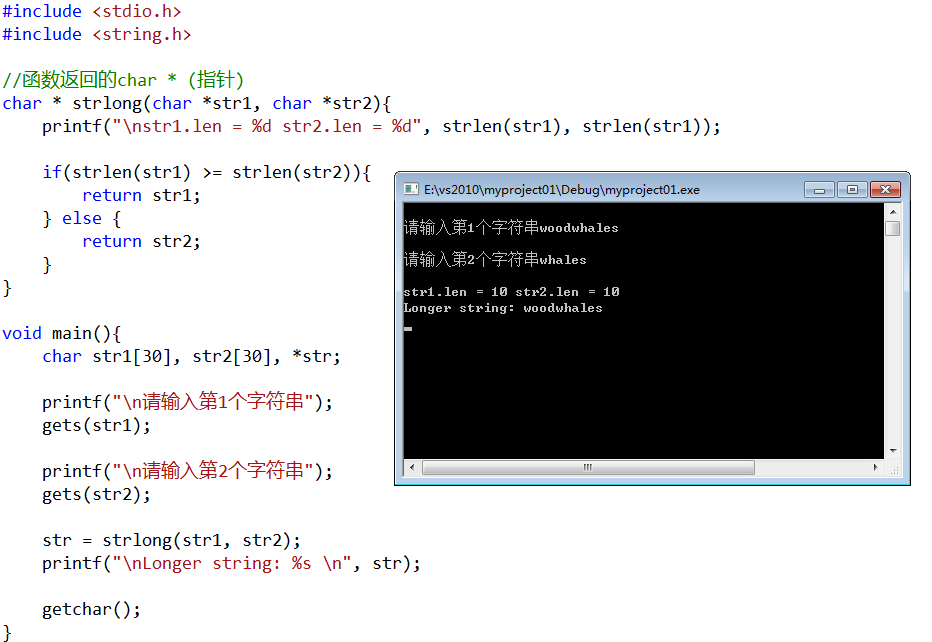 #include <stdio.h>
#include <string.h>
//函数返回的char * (指针)
char * strlong(char *str1, char *str2){
printf("\nstr1.len = %d str2.len = %d", strlen(str1), strlen(str1));
if(strlen(str1) >= strlen(str2)){
return str1;
} else {
return str2;
}
}
void main(){
char str1[30], str2[30], *str;
printf("\n请输入第1个字符串");
gets(str1);
printf("\n请输入第2个字符串");
gets(str2);
str = strlong(str1, str2);
printf("\nLonger string: %s \n", str);
getchar();
}
E:\vs2010\myproject01\Debug\myproject01.exe
请输入第1个字符串woodwhales
请输入第2个字符串whales
str1.len = 10 str2.len = 10
Longer string: woodwhales